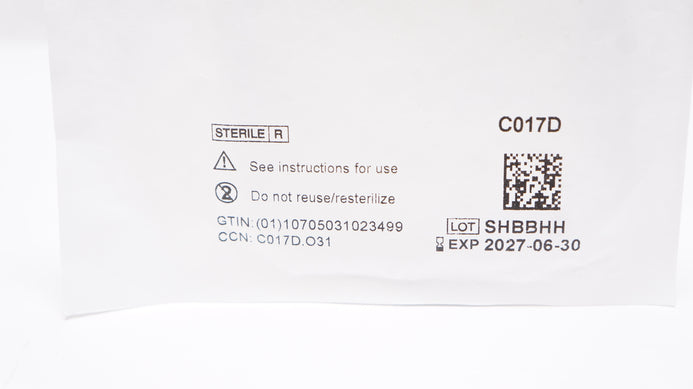 C017D
STERILE R
See instructions for use
Do not reuse/resterilize
GTIN: (01)10705031023499
CCN: C017D.O31
LOT SHBBHH
EXP 2027-06-30